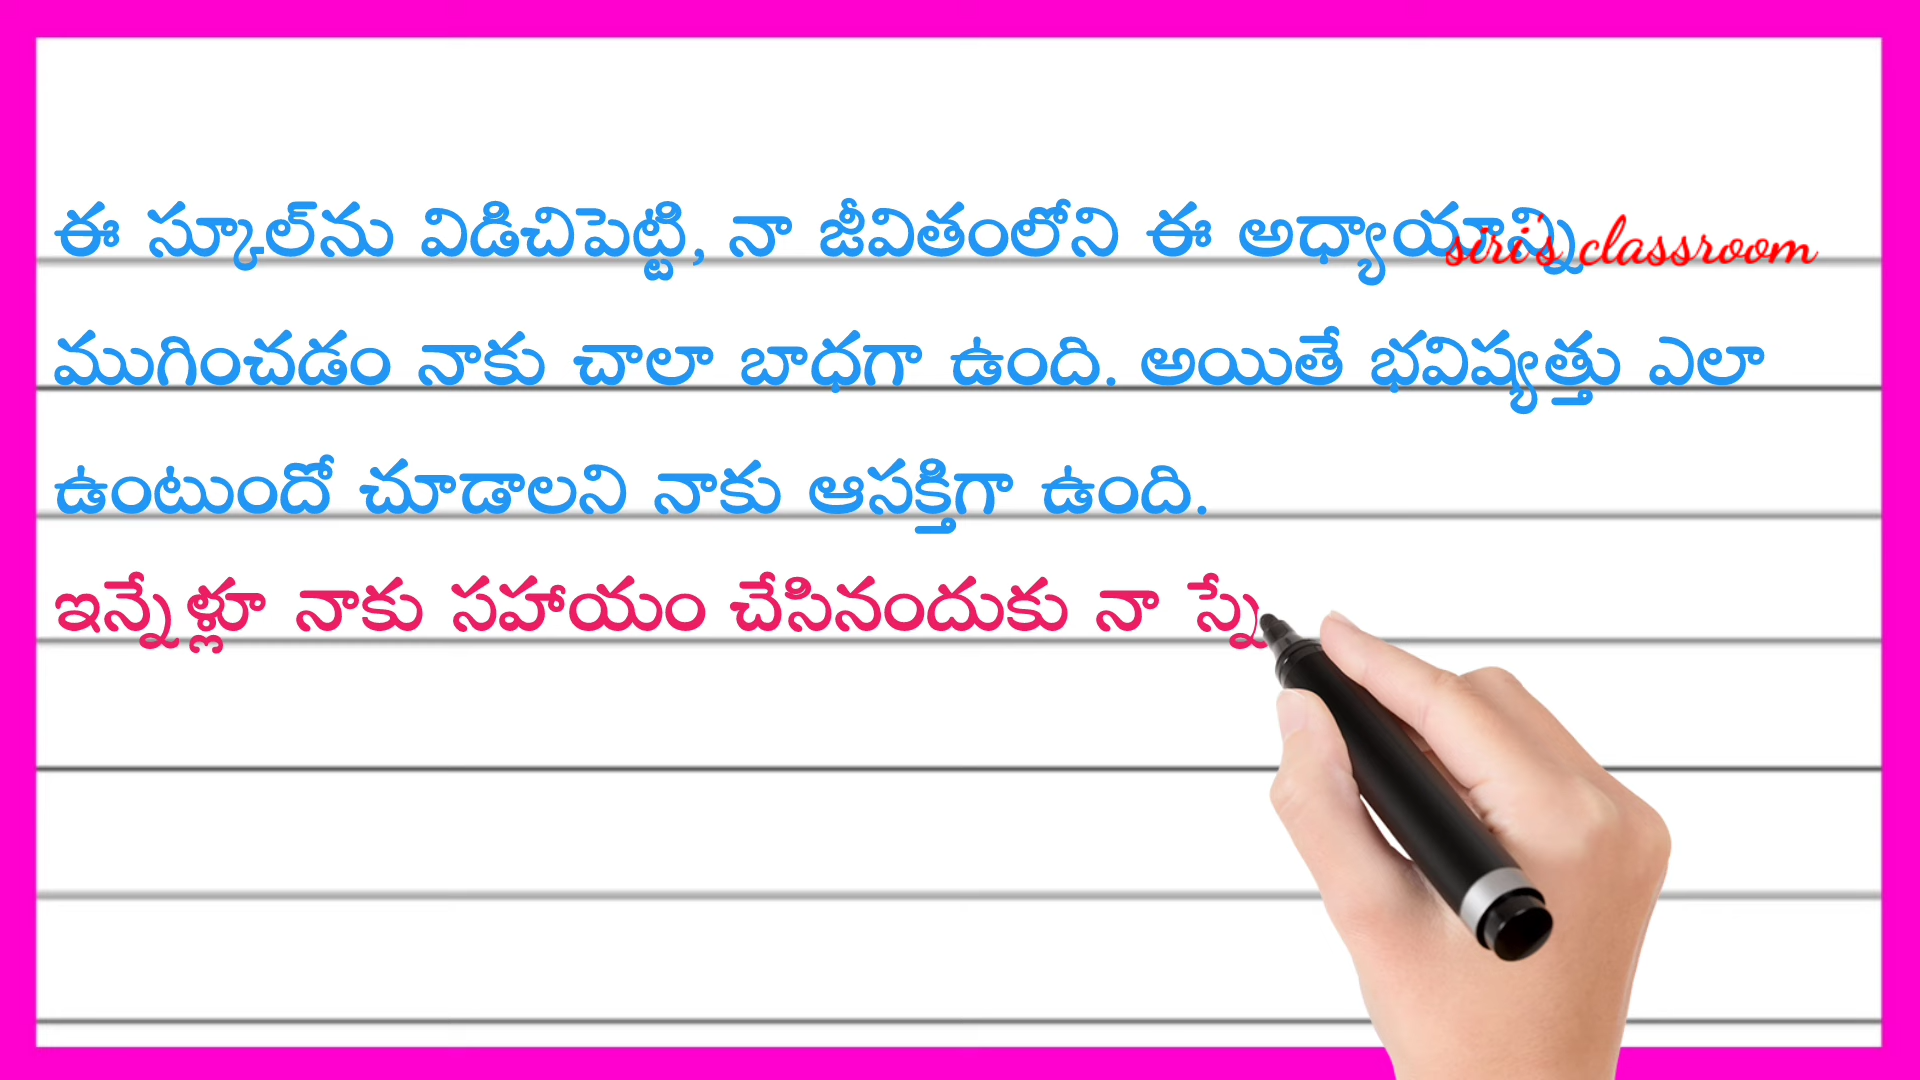 ఈ స్కూల్‌ను విడిచిపెట్టి, నా జీవితంలోని ఈ అధ్యాయాన్ని
siri's classroom
ముగించడం నాకు చాలా బాధగా ఉంది. అయితే భవిష్యత్తు ఎలా
ఉంటుందో చూడాలని నాకు ఆసక్తిగా ఉంది.
ఇన్నేళ్లూ నాకు సహాయం చేసినందుకు నా స్నే